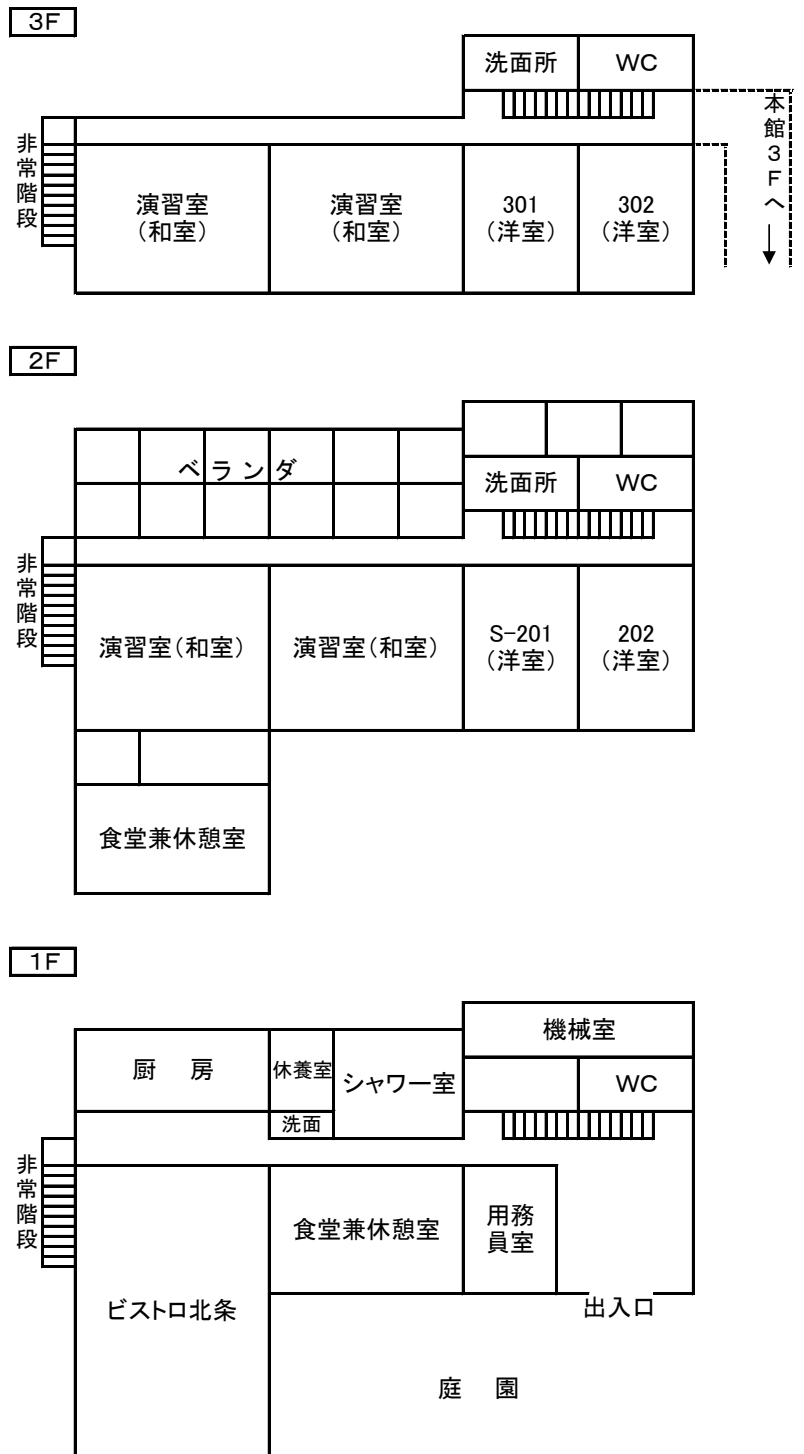 3F
洗面所
WC
本館3Fへ
非常階段
演習室
(和室)
演習室
(和室)
301
(洋室)
302
(洋室)
2F
ベランダ
洗面所
WC
非常階段
演習室(和室)
演習室(和室)
S-201
(洋室)
202
(洋室)
食堂兼休憩室
1F
機械室
厨 房
休養室
シャワー室
WC
洗面
非常階段
食堂兼休憩室
用務
員室
ビストロ北条
出入口
庭 園